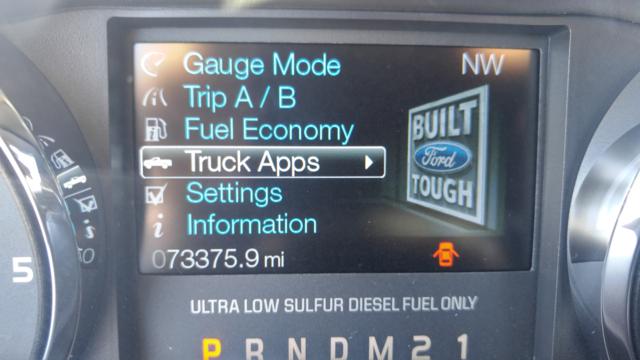 Gauge Mode NW
Trip A / B
Fuel Economy
Truck Apps
Settings
Information
BUILT
Ford
TOUGH
073375.9 mi
5
ULTRA LOW SULFUR DIESEL FUEL ONLY
P R N D M 2 1